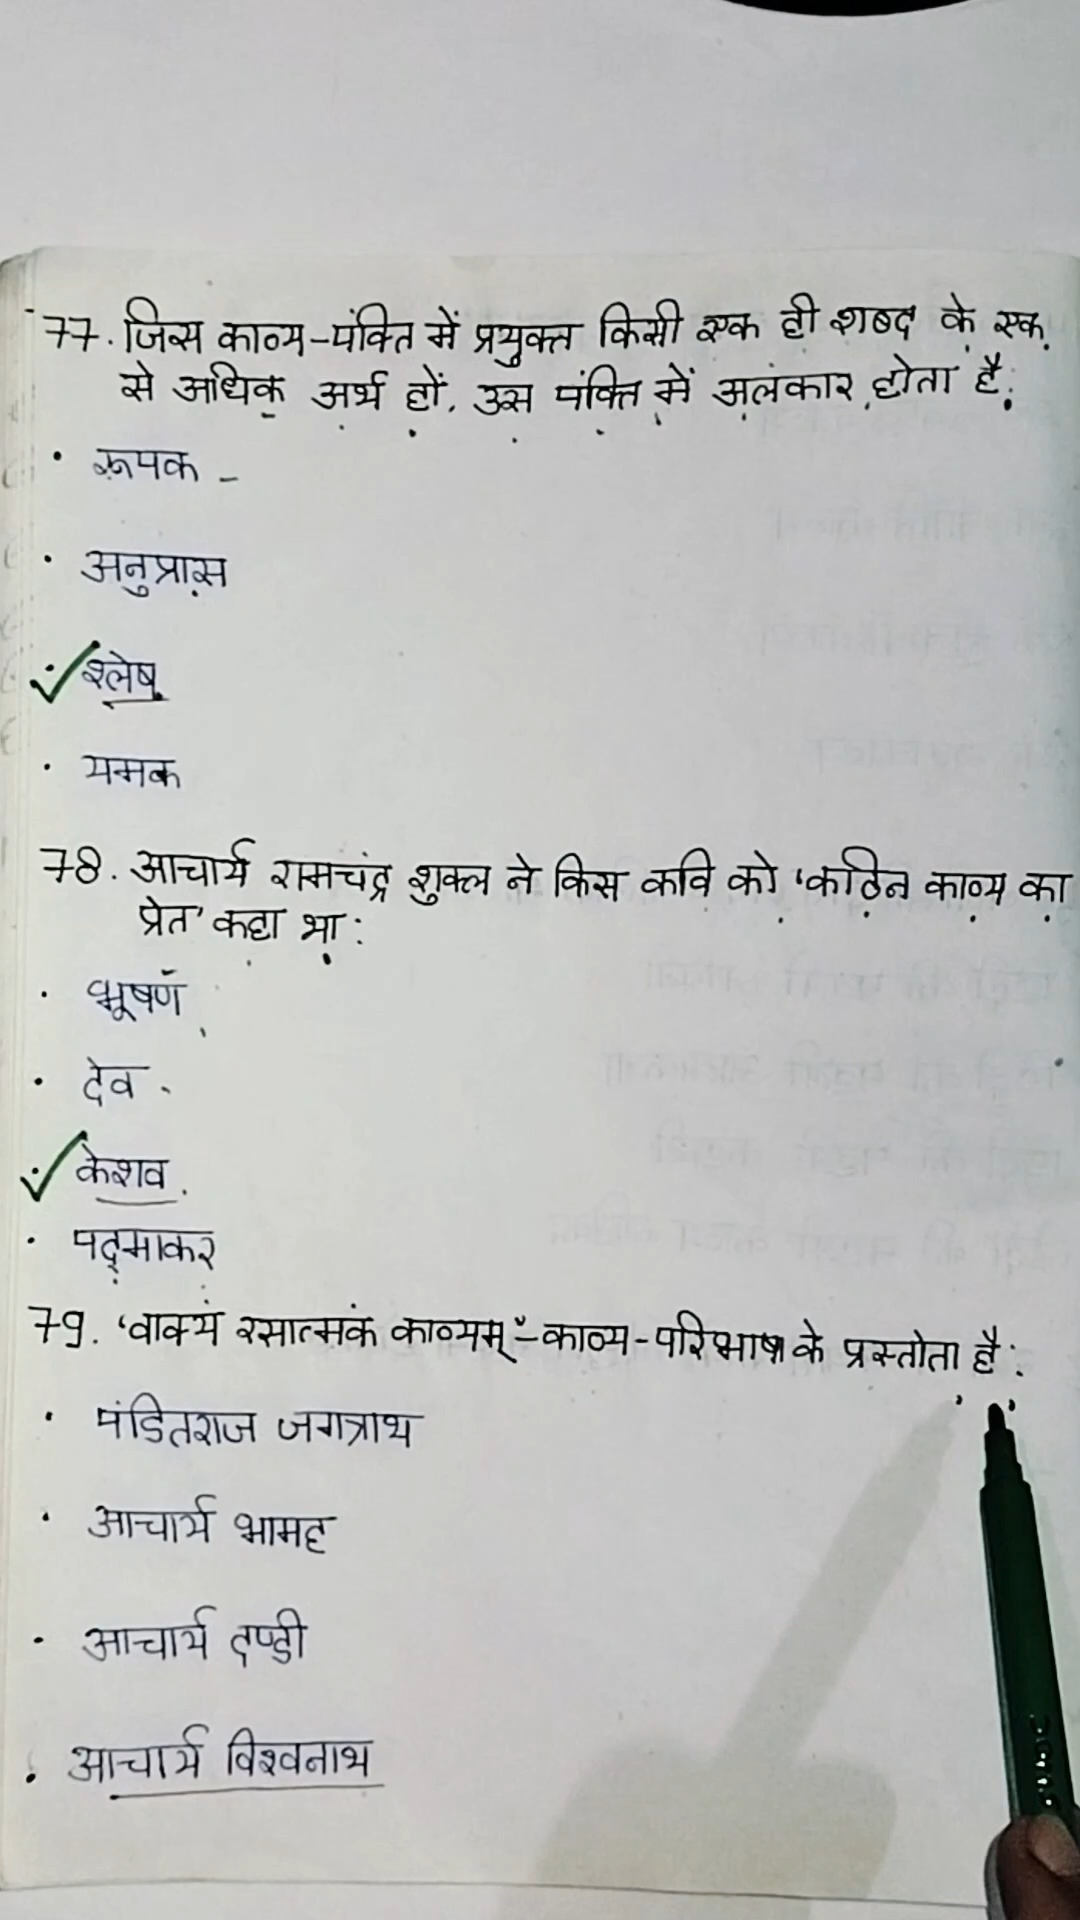 77. जिस काव्य-पंक्ति में प्रयुक्त किसी एक ही शब्द के एक
से अधिक अर्थ हों, उस पंक्ति में अलंकार होता है:
• रूपक -
• अनुप्रास
• श्लेष
• यमक
78. आचार्य रामचंद्र शुक्ल ने किस कवि को 'कठिन काव्य का
प्रेत' कहा था:
• भूषण
• देव
• केशव
• पद्माकर
79. 'वाक्यं रसात्मकं काव्यम्'-काव्य-परिभाषा के प्रस्तोता है:
• पंडितराज जगन्नाथ
• आचार्य भामह
• आचार्य दण्डी
• आचार्य विश्वनाथ